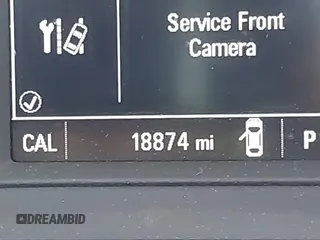 Service Front
Camera
CAL 18874 mi P
DREAMBID